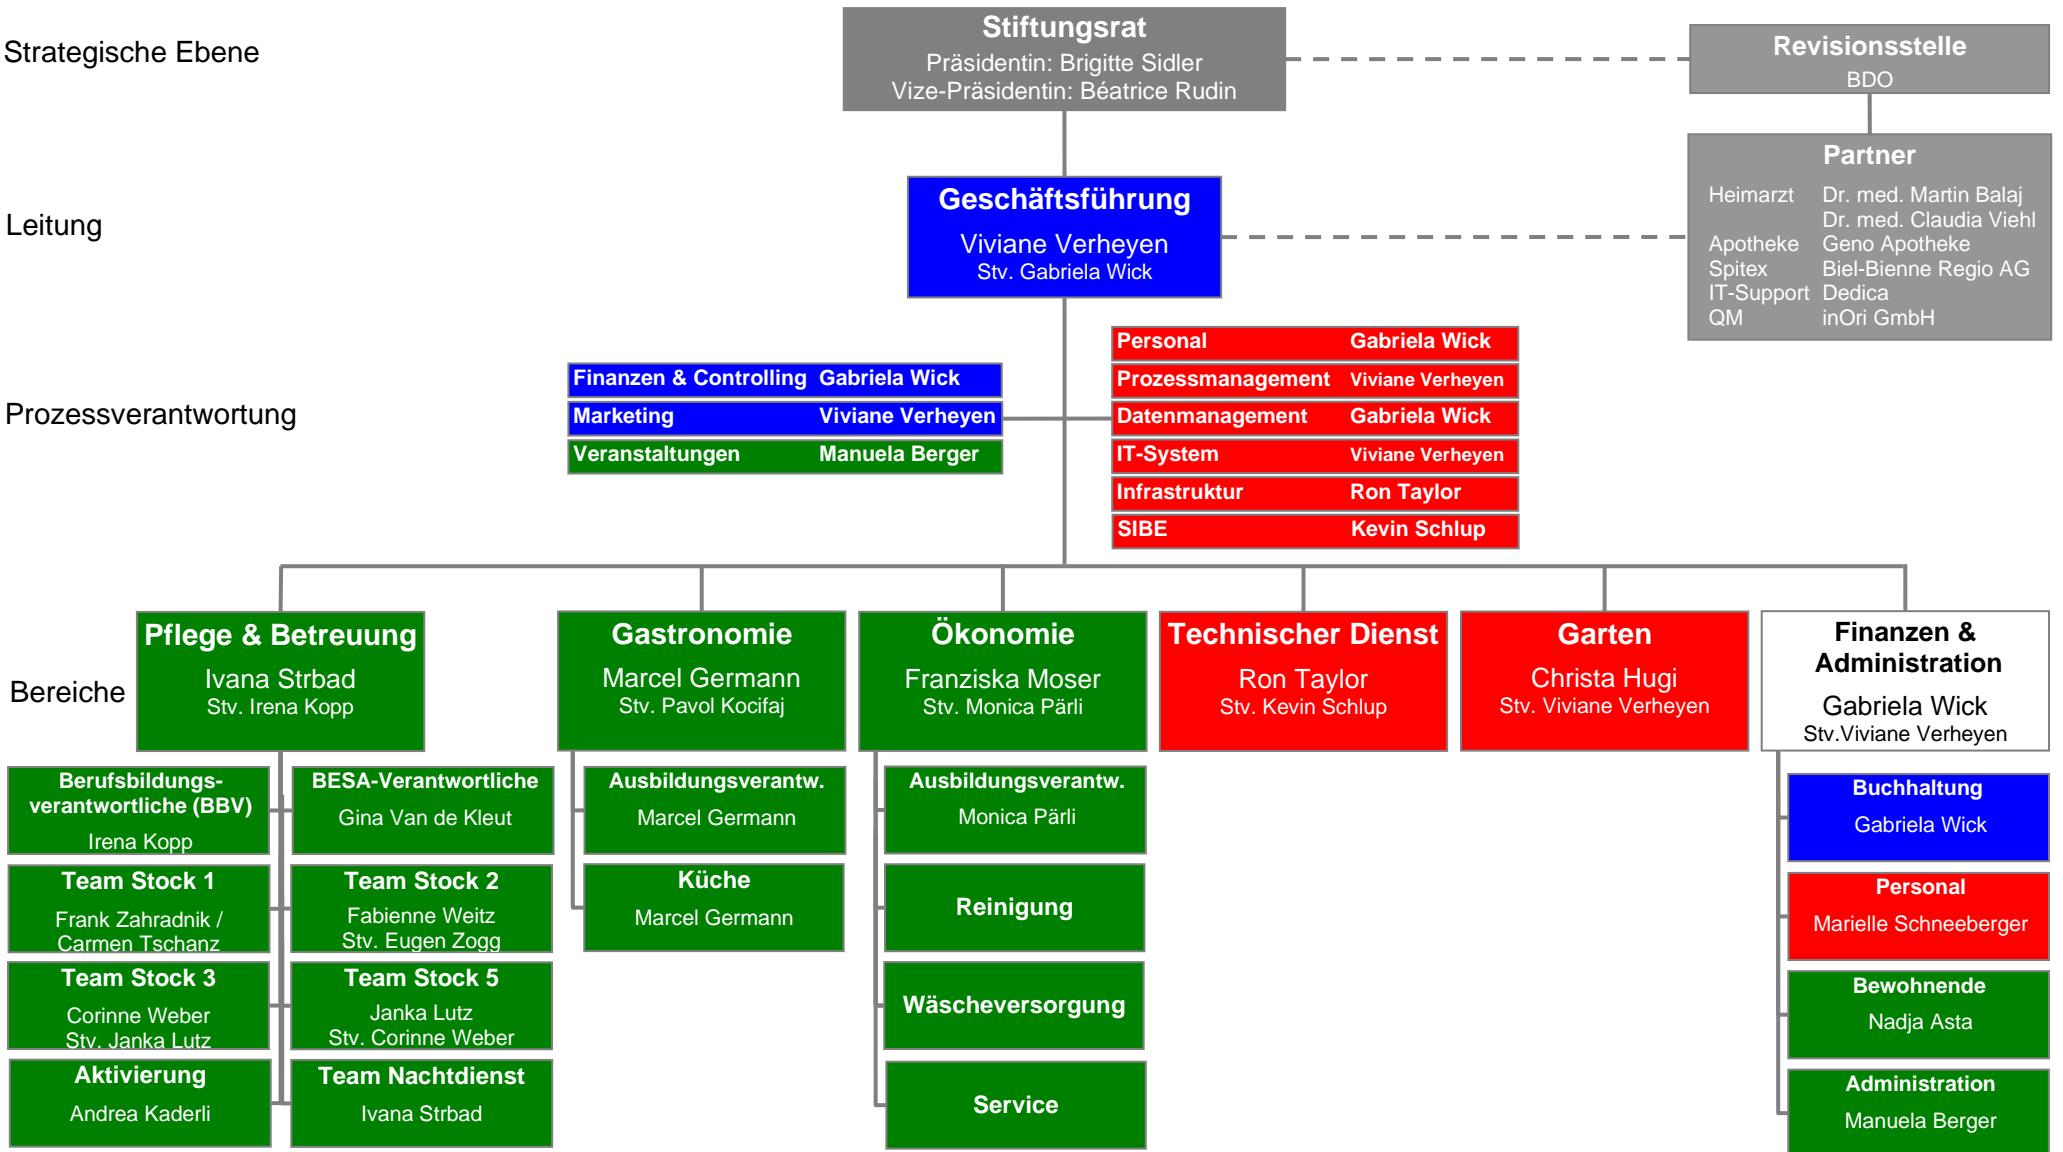 Strategische Ebene
Stiftungsrat
Präsidentin: Brigitte Sidler
Vize-Präsidentin: Béatrice Rudin
Revisionsstelle
BDO
Partner
Heimarzt Dr. med. Martin Balaj
Dr. med. Claudia Viehl
Apotheke Geno Apotheke
Spitex Biel-Bienne Regio AG
IT-Support Dedica
QM inOri GmbH
Leitung
Geschäftsführung
Viviane Verheyen
Stv. Gabriela Wick
Prozessverantwortung
Finanzen & Controlling Gabriela Wick
Marketing Viviane Verheyen
Veranstaltungen Manuela Berger
Personal Gabriela Wick
Prozessmanagement Viviane Verheyen
Datenmanagement Gabriela Wick
IT-System Viviane Verheyen
Infrastruktur Ron Taylor
SIBE Kevin Schlup
Bereiche
Pflege & Betreuung
Ivana Strbad
Stv. Irena Kopp
Gastronomie
Marcel Germann
Stv. Pavol Kocifaj
Ökonomie
Franziska Moser
Stv. Monica Pärli
Technischer Dienst
Ron Taylor
Stv. Kevin Schlup
Garten
Christa Hugi
Stv. Viviane Verheyen
Finanzen &
Administration
Gabriela Wick
Stv.Viviane Verheyen
Berufsbildungs-
verantwortliche (BBV)
Irena Kopp
BESA-Verantwortliche
Gina Van de Kleut
Team Stock 1
Frank Zahradnik /
Carmen Tschanz
Team Stock 2
Fabienne Weitz
Stv. Eugen Zogg
Team Stock 3
Corinne Weber
Stv. Janka Lutz
Team Stock 5
Janka Lutz
Stv. Corinne Weber
Aktivierung
Andrea Kaderli
Team Nachtdienst
Ivana Strbad
Ausbildungsverantw.
Marcel Germann
Küche
Marcel Germann
Ausbildungsverantw.
Monica Pärli
Reinigung
Wäscheversorgung
Service
Buchhaltung
Gabriela Wick
Personal
Marielle Schneeberger
Bewohnende
Nadja Asta
Administration
Manuela Berger